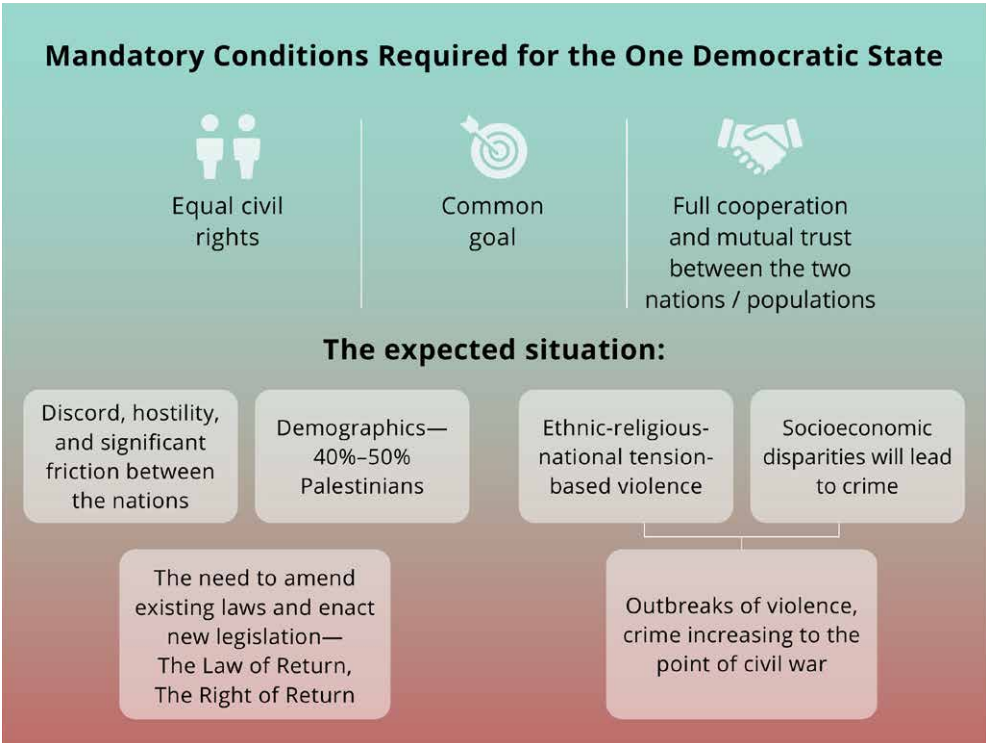 Mandatory Conditions Required for the One Democratic State
Equal civil
rights
Common
goal
Full cooperation
and mutual trust
between the two
nations / populations
The expected situation:
Discord, hostility,
and significant
friction between
the nations
Demographics—
40%–50%
Palestinians
Ethnic-religious-
national tension-
based violence
Socioeconomic
disparities will lead
to crime
The need to amend
existing laws and enact
new legislation—
The Law of Return,
The Right of Return
Outbreaks of violence,
crime increasing to the
point of civil war